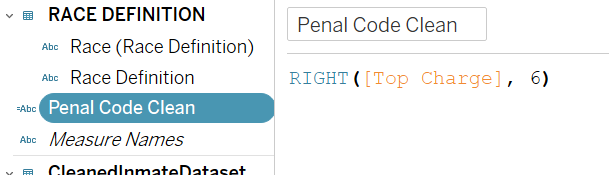 RACE DEFINITION
Abc Race (Race Definition)
Abc Race Definition
=Abc Penal Code Clean
Abc Measure Names
CleanedInmateDataset
Penal Code Clean
RIGHT([Top Charge], 6)